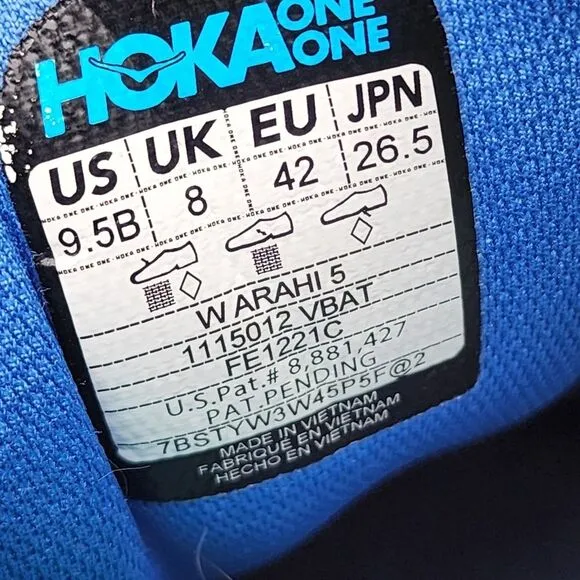 HOKA ONE ONE
US UK EU JPN
9.5B 8 42 26.5
W ARAHI 5
1115012 VBAT
FE1221C
U.S.Pat.# 8,881,427
PAT.PENDING
7BSTYW3W45P5F@2
MADE IN VIETNAM
FABRIQUE EN VIETNAM
HECHO EN VIETNAM